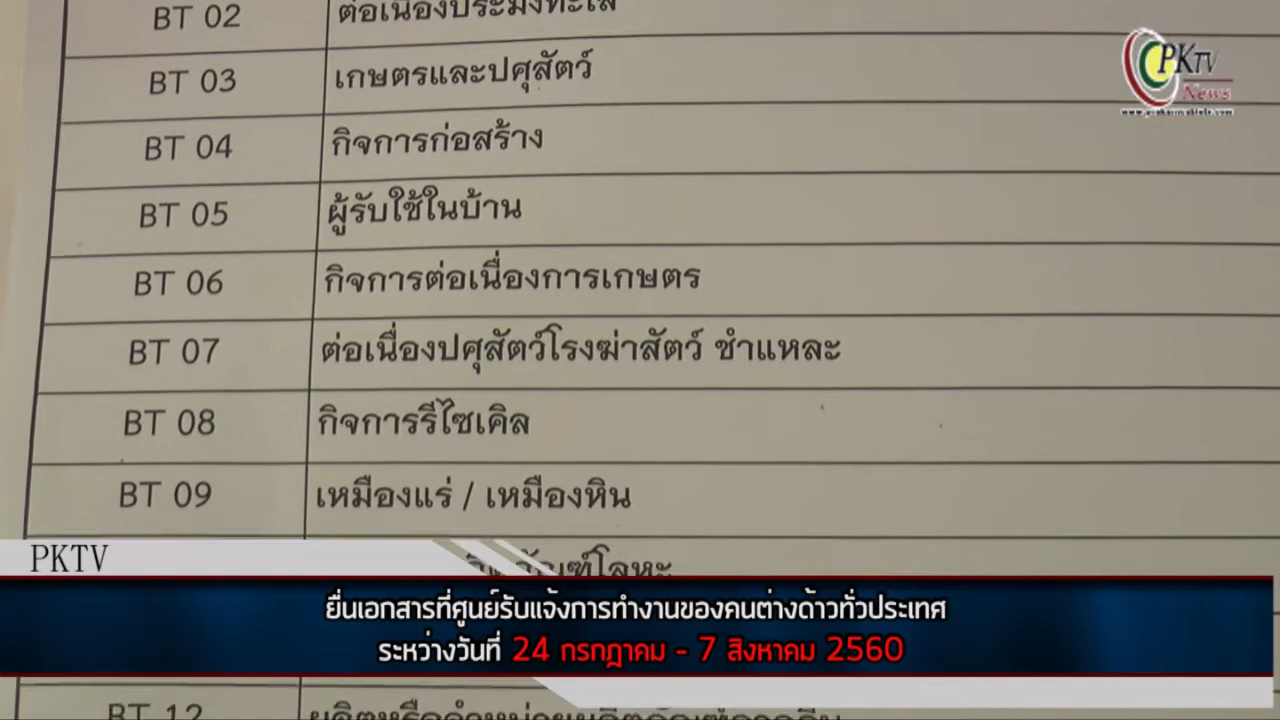 BT 02 ต่อเนื่องประมงทะเล
PKTV
News
BT 03 เกษตรและปศุสัตว์
BT 04 กิจการก่อสร้าง
BT 05 ผู้รับใช้ในบ้าน
BT 06 กิจการต่อเนื่องการเกษตร
BT 07 ต่อเนื่องปศุสัตว์โรงฆ่าสัตว์ ชำแหละ
BT 08 กิจการรีไซเคิล
BT 09 เหมืองแร่ / เหมืองหิน
PKTV
ยื่นเอกสารที่ศูนย์รับแจ้งการทำงานของคนต่างด้าวทั่วประเทศ
ระหว่างวันที่ 24 กรกฎาคม - 7 สิงหาคม 2560
BT 12